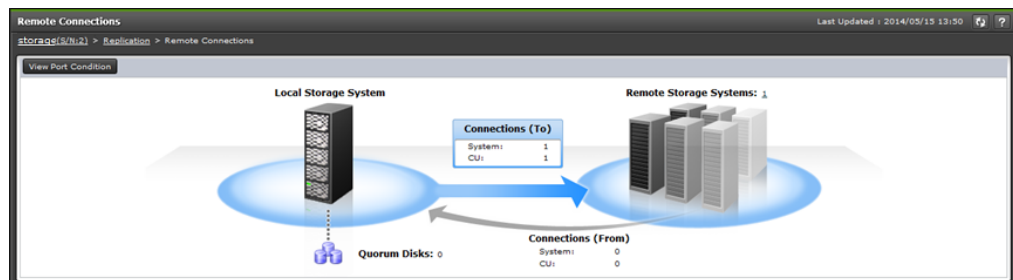 Remote Connections
Last Updated : 2014/05/15 13:50
?
storage(S/N:2) > Replication > Remote Connections
View Port Condition
Local Storage System
Remote Storage Systems: 1
Connections (To)
System: 1
CU: 1
Connections (From)
System: 0
CU: 0
Quorum Disks: 0